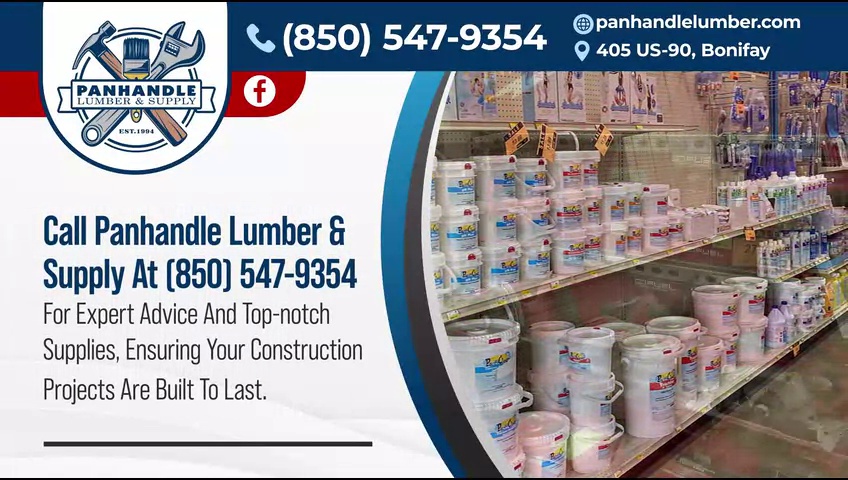 (850) 547-9354
panhandlelumber.com
405 US-90, Bonifay
PANHANDLE
LUMBER & SUPPLY
EST.1994
Call Panhandle Lumber &
Supply At (850) 547-9354
For Expert Advice And Top-notch
Supplies, Ensuring Your Construction
Projects Are Built To Last.